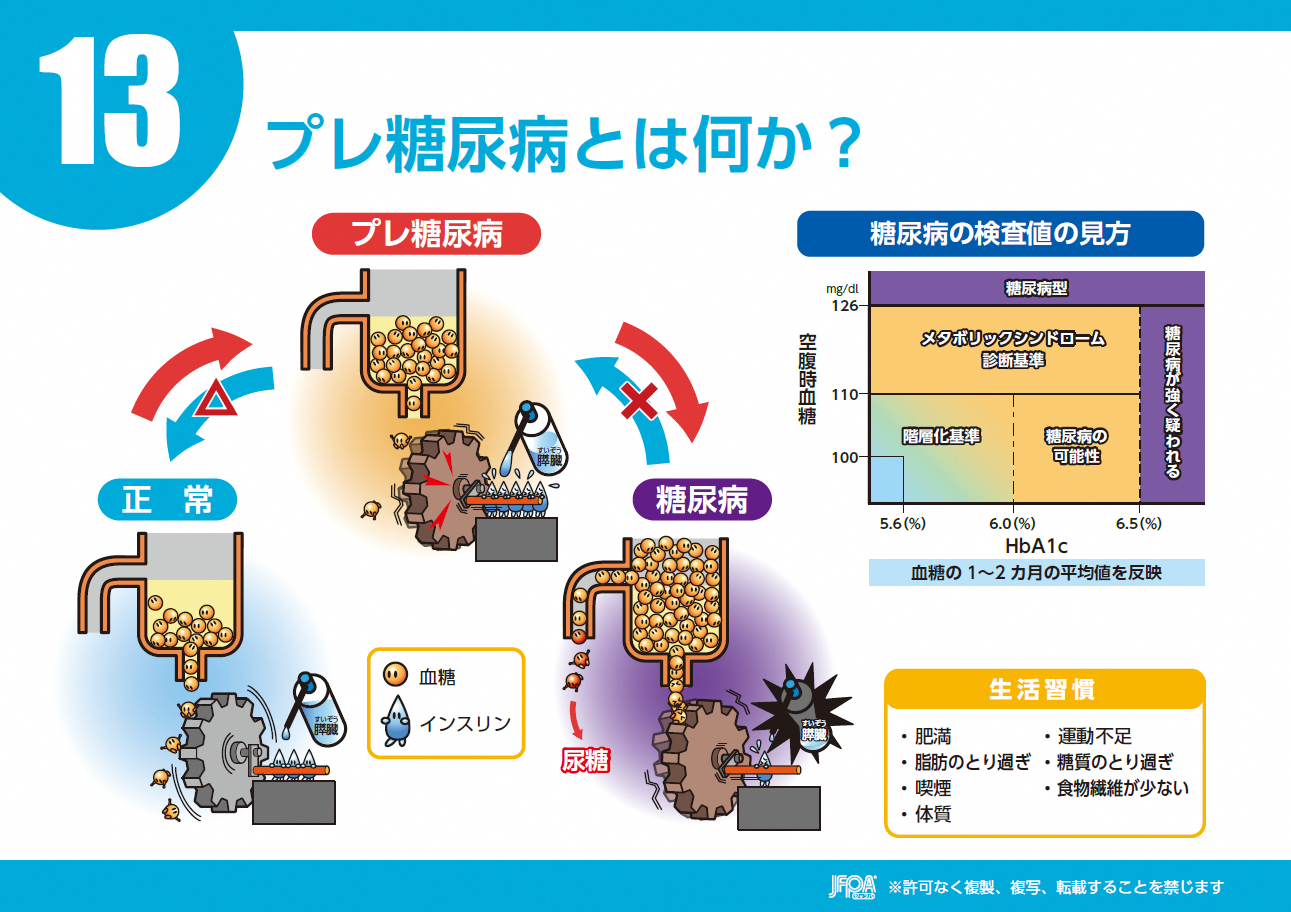 13
プレ糖尿病とは何か？
プレ糖尿病
すいぞう
膵臓
正　常
すいぞう
膵臓
糖尿病
すいぞう
膵臓
尿糖
血糖
インスリン
糖尿病の検査値の見方
mg/dl
126
110
100
空腹時血糖
糖尿病型
メタボリックシンドローム
診断基準
階層化基準
糖尿病の
可能性
糖尿病が強く疑われる
5.6(%)
6.0(%)
6.5(%)
HbA1c
血糖の1～2カ月の平均値を反映
生活習慣
・肥満
・運動不足
・脂肪のとり過ぎ
・糖質のとり過ぎ
・喫煙
・食物繊維が少ない
・体質
JFPA
※許可なく複製、複写、転載することを禁じます